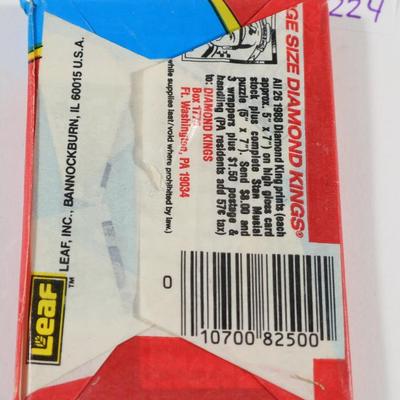 224
GE SIZE DIAMOND KINGS®
All 26 1988 Diamond King prints (each
approx. 5" x 7") on high gloss card
stock plus complete Stan Musial
puzzle (5" x 7"). Send $8.00 and
3 wrappers plus $1.50 postage &
handling (PA residents add 57¢ tax)
to: DIAMOND KINGS
Box 177
Ft. Washington, PA 19034
(while supplies last/void where prohibited by law.)
Leaf
™ LEAF, INC., BANNOCKBURN, IL 60015 U.S.A.
0
10700 82500